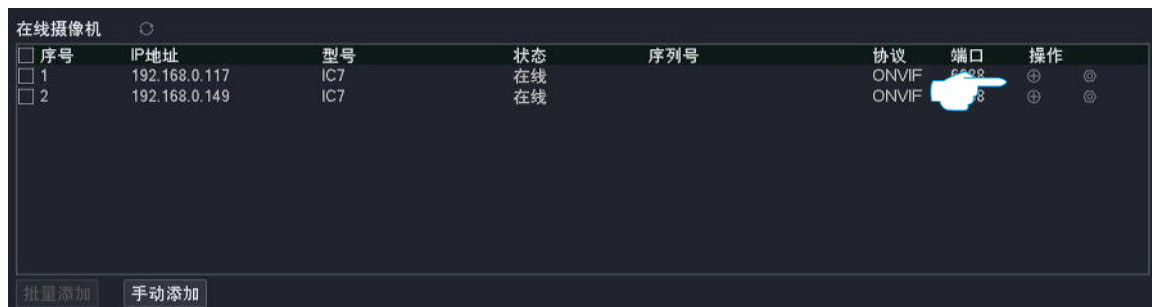 在线摄像机
序号 IP地址 型号 状态 序列号 协议 端口 操作
1 192.168.0.117 IC7 在线 ONVIF
2 192.168.0.149 IC7 在线 ONVIF
批量添加 手动添加